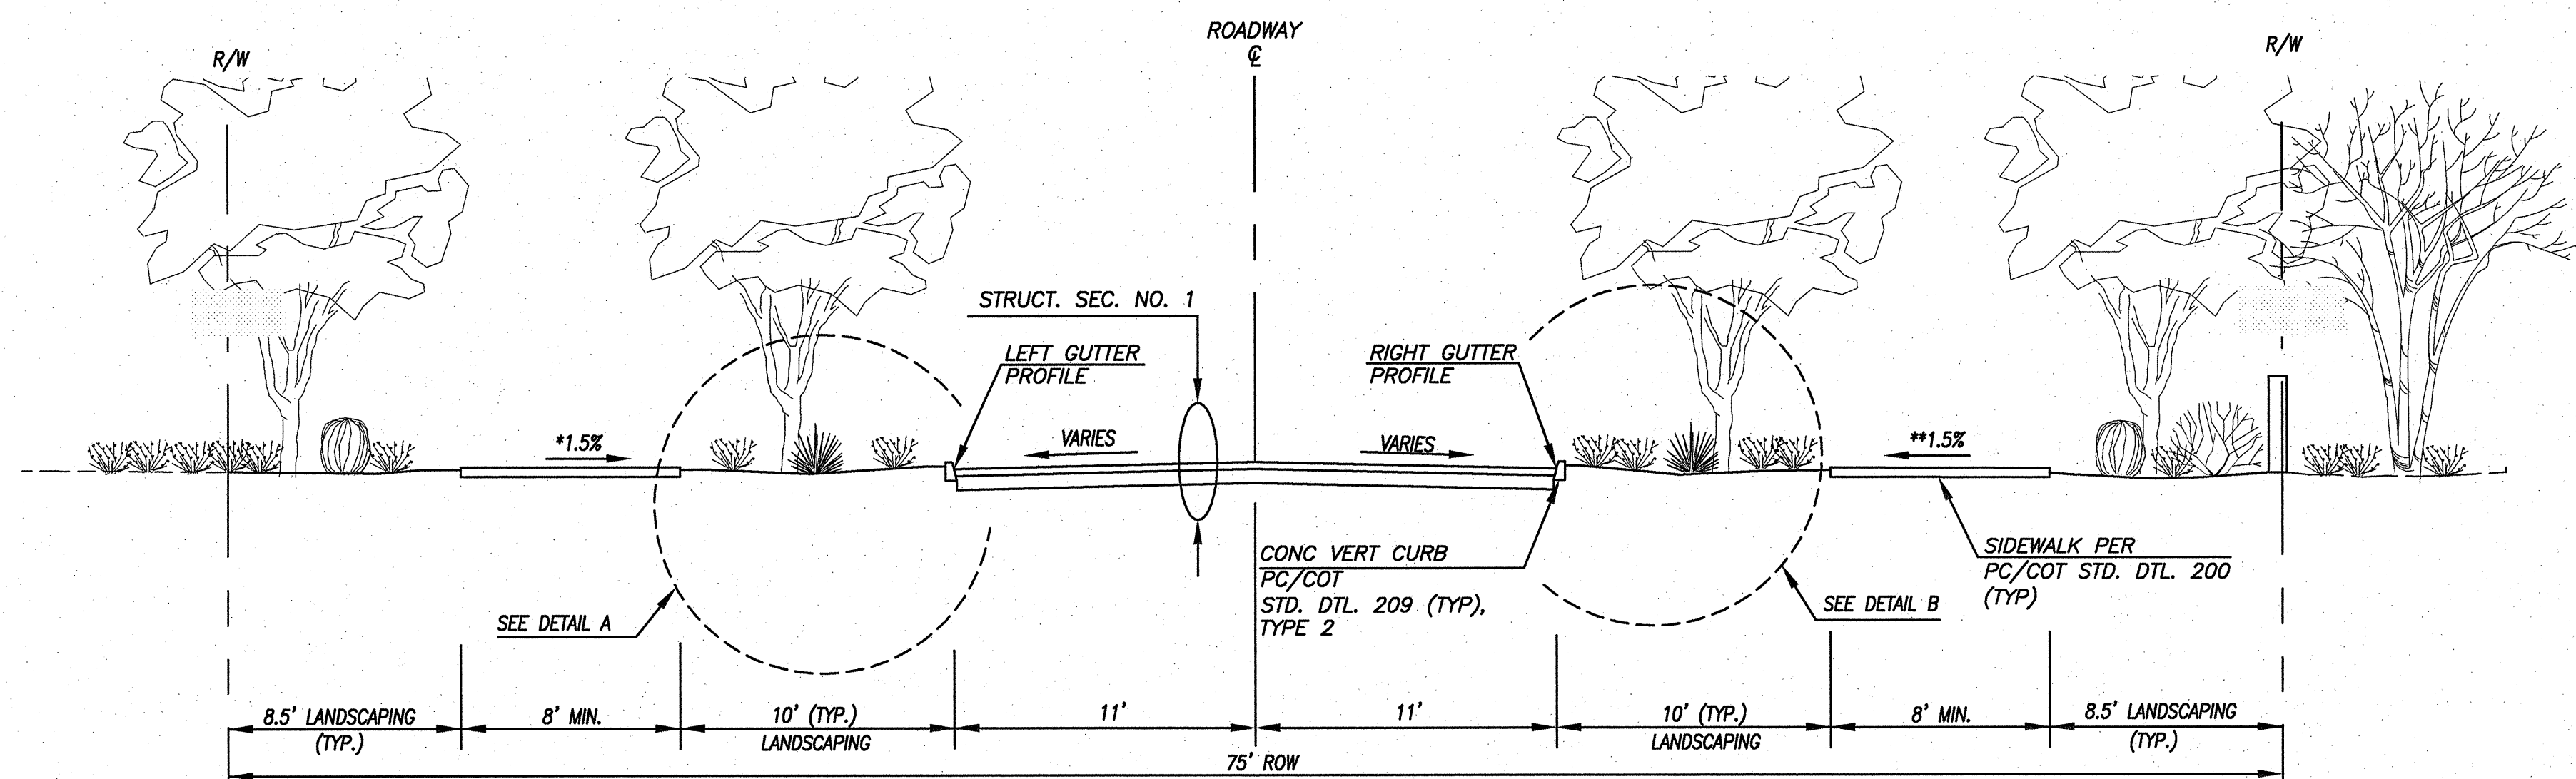 ROADWAY
℄
R/W
R/W
STRUCT. SEC. NO. 1
LEFT GUTTER
PROFILE
RIGHT GUTTER
PROFILE
*1.5%
VARIES
VARIES
**1.5%
CONC VERT CURB
PC/COT
STD. DTL. 209 (TYP),
TYPE 2
SIDEWALK PER
PC/COT STD. DTL. 200
(TYP)
SEE DETAIL A
SEE DETAIL B
8.5' LANDSCAPING
(TYP.)
8' MIN.
10' (TYP.)
LANDSCAPING
11'
11'
10' (TYP.)
LANDSCAPING
8' MIN.
8.5' LANDSCAPING
(TYP.)
75' ROW